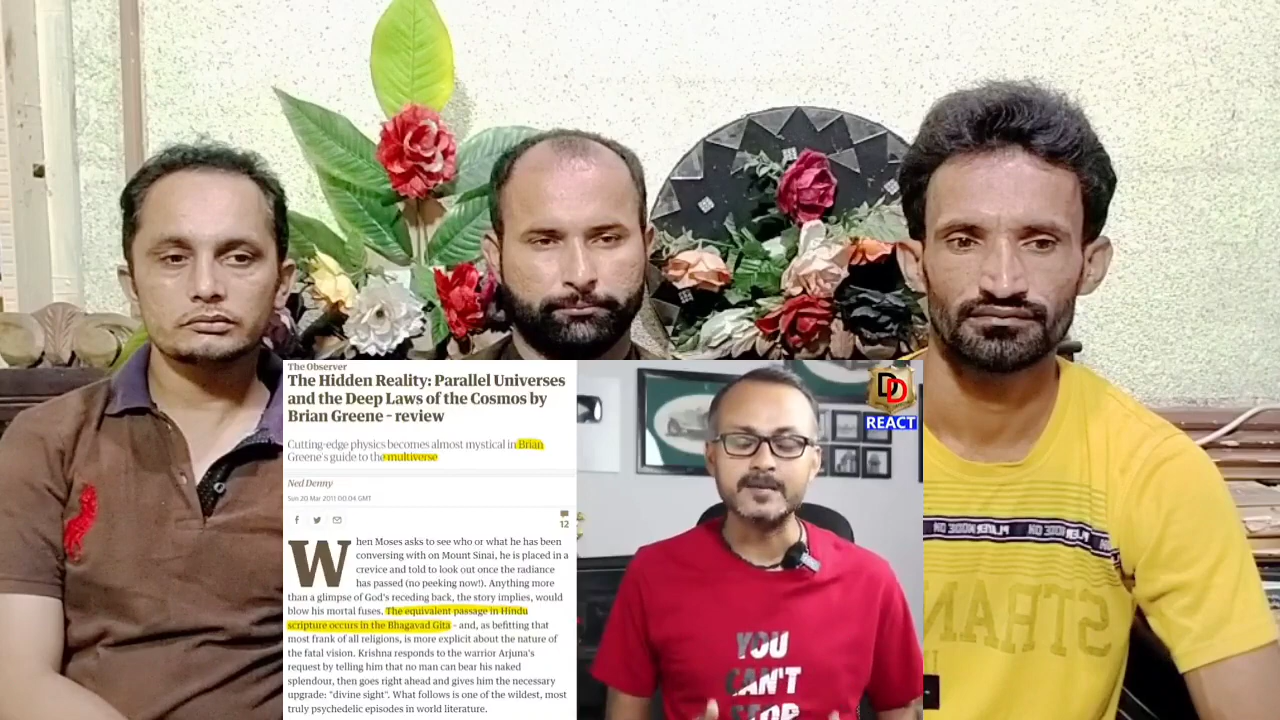 The Observer
The Hidden Reality: Parallel Universes
and the Deep Laws of the Cosmos by
Brian Greene – review
Cutting-edge physics becomes almost mystical in Brian
Greene's guide to the multiverse
Ned Denny
Sun 20 Mar 2011 00.04 GMT
12
When Moses asks to see who or what he has been
conversing with on Mount Sinai, he is placed in a
crevice and told to look out once the radiance
has passed (no peeking now!). Anything more
than a glimpse of God's receding back, the story implies, would
blow his mortal fuses. The equivalent passage in Hindu
scripture occurs in the Bhagavad Gita – and, as befitting that
most frank of all religions, is more explicit about the nature of
the fatal vision. Krishna responds to the warrior Arjuna's
request by telling him that no man can bear his naked
splendour, then goes right ahead and gives him the necessary
upgrade: "divine sight". What follows is one of the wildest, most
truly psychedelic episodes in world literature.
DD
REACT
YOU
CAN'T
STOP